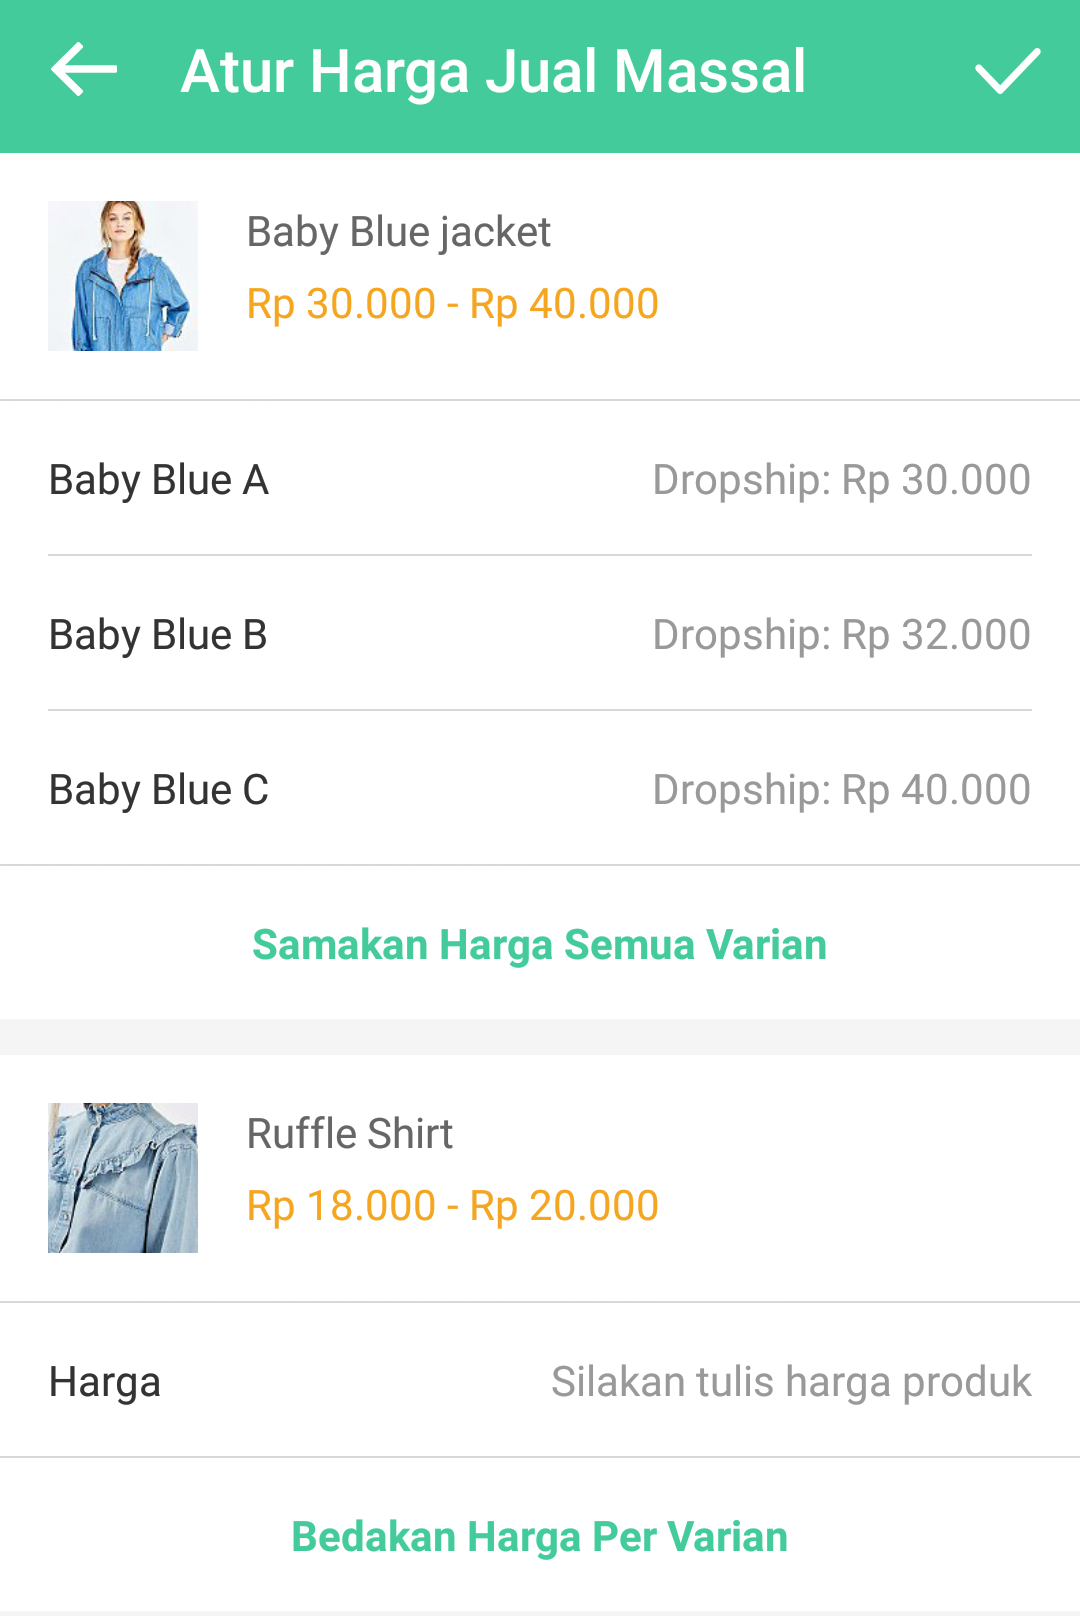 Atur Harga Jual Massal
Baby Blue jacket
Rp 30.000 - Rp 40.000
Baby Blue A
Dropship: Rp 30.000
Baby Blue B
Dropship: Rp 32.000
Baby Blue C
Dropship: Rp 40.000
Samakan Harga Semua Varian
Ruffle Shirt
Rp 18.000 - Rp 20.000
Harga
Silakan tulis harga produk
Bedakan Harga Per Varian